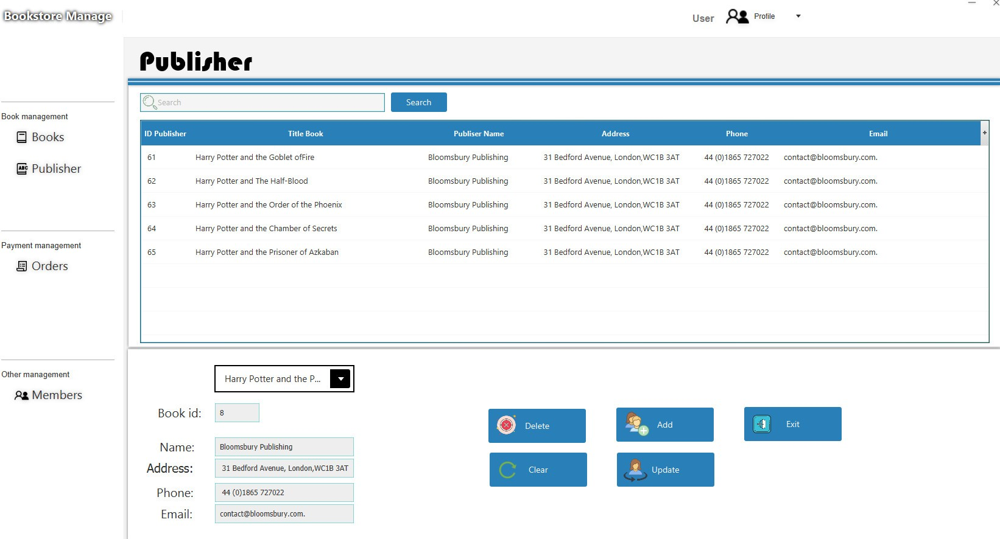 Bookstore Manage
User Profile
Publisher
Search Search
ID Publisher Title Book Publiser Name Address Phone Email +
61 Harry Potter and the Goblet ofFire Bloomsbury Publishing 31 Bedford Avenue, London,WC1B 3AT 44 (0)1865 727022 contact@bloomsbury.com.
62 Harry Potter and The Half-Blood Bloomsbury Publishing 31 Bedford Avenue, London,WC1B 3AT 44 (0)1865 727022 contact@bloomsbury.com.
63 Harry Potter and the Order of the Phoenix Bloomsbury Publishing 31 Bedford Avenue, London,WC1B 3AT 44 (0)1865 727022 contact@bloomsbury.com.
64 Harry Potter and the Chamber of Secrets Bloomsbury Publishing 31 Bedford Avenue, London,WC1B 3AT 44 (0)1865 727022 contact@bloomsbury.com.
65 Harry Potter and the Prisoner of Azkaban Bloomsbury Publishing 31 Bedford Avenue, London,WC1B 3AT 44 (0)1865 727022 contact@bloomsbury.com.
Book management
Books
ABC Publisher
Payment management
Orders
Other management
Members
Harry Potter and the P...
Book id: 8
Name: Bloomsbury Publishing
Address: 31 Bedford Avenue, London,WC1B 3AT
Phone: 44 (0)1865 727022
Email: contact@bloomsbury.com.
Delete Add Exit
Clear Update